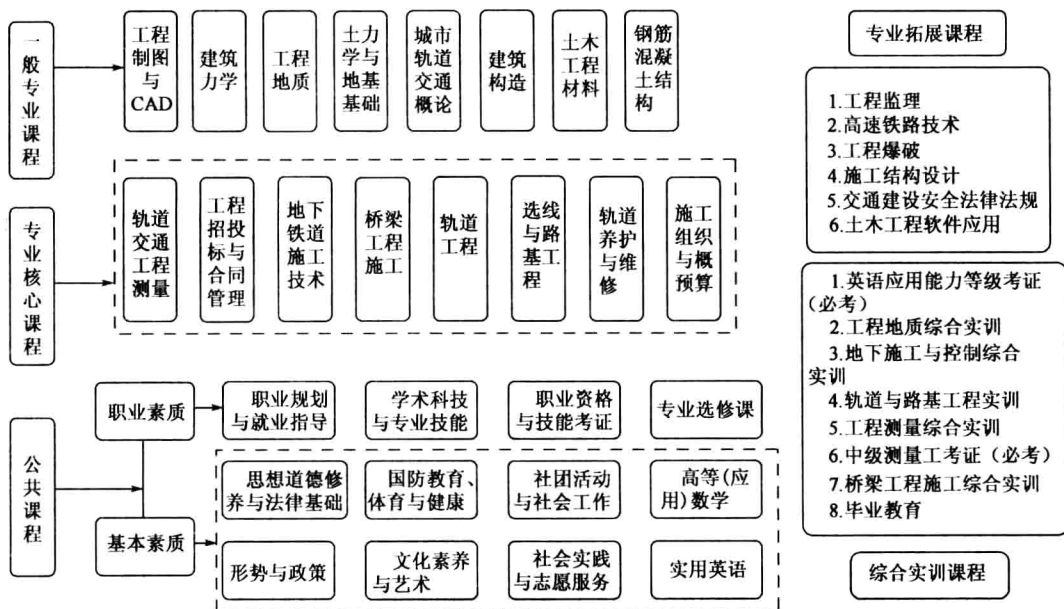 一般专业课程
工程
制图
与
CAD
建筑
力学
工程
地质
土力
学与
地基
基础
城市
轨道
交通
概论
建筑
构造
土木
工程
材料
钢筋
混凝
土结
构
专业核心课程
轨道
交通
工程
测量
工程
招投
标与
合同
管理
地下
铁道
施工
技术
桥梁
工程
施工
轨道
工程
选线
与路
基工
程
轨道
养护
与维
修
施工
组织
与概
预算
公共课程
职业素质
职业规划
与就业指导
学术科技
与专业技能
职业资格
与技能考证
专业选修课
基本素质
思想道德修
养与法律基础
国防教育、
体育与健康
社团活动
与社会工作
高等(应
用)数学
形势与政策
文化素养
与艺术
社会实践
与志愿服务
实用英语
专业拓展课程
1.工程监理
2.高速铁路技术
3.工程爆破
4.施工结构设计
5.交通建设安全法律法规
6.土木工程软件应用
1.英语应用能力等级考证
(必考)
2.工程地质综合实训
3.地下施工与控制综合
实训
4.轨道与路基工程实训
5.工程测量综合实训
6.中级测量工考证（必考）
7.桥梁工程施工综合实训
8.毕业教育
综合实训课程